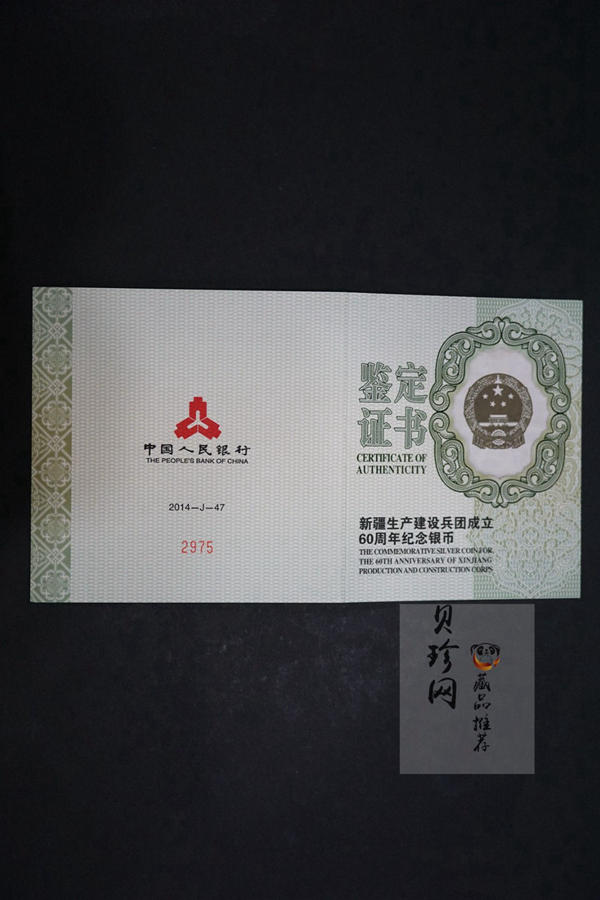 中国人民银行
THE PEOPLE'S BANK OF CHINA
2014-J-47
2975
鉴定
证书
CERTIFICATE OF
AUTHENTICITY
新疆生产建设兵团成立
60周年纪念银币
THE COMMEMORATIVE SILVER COIN FOR
THE 60TH ANNIVERSARY OF XINJIANG
PRODUCTION AND CONSTRUCTION CORPS
贝珍网
藏品推荐